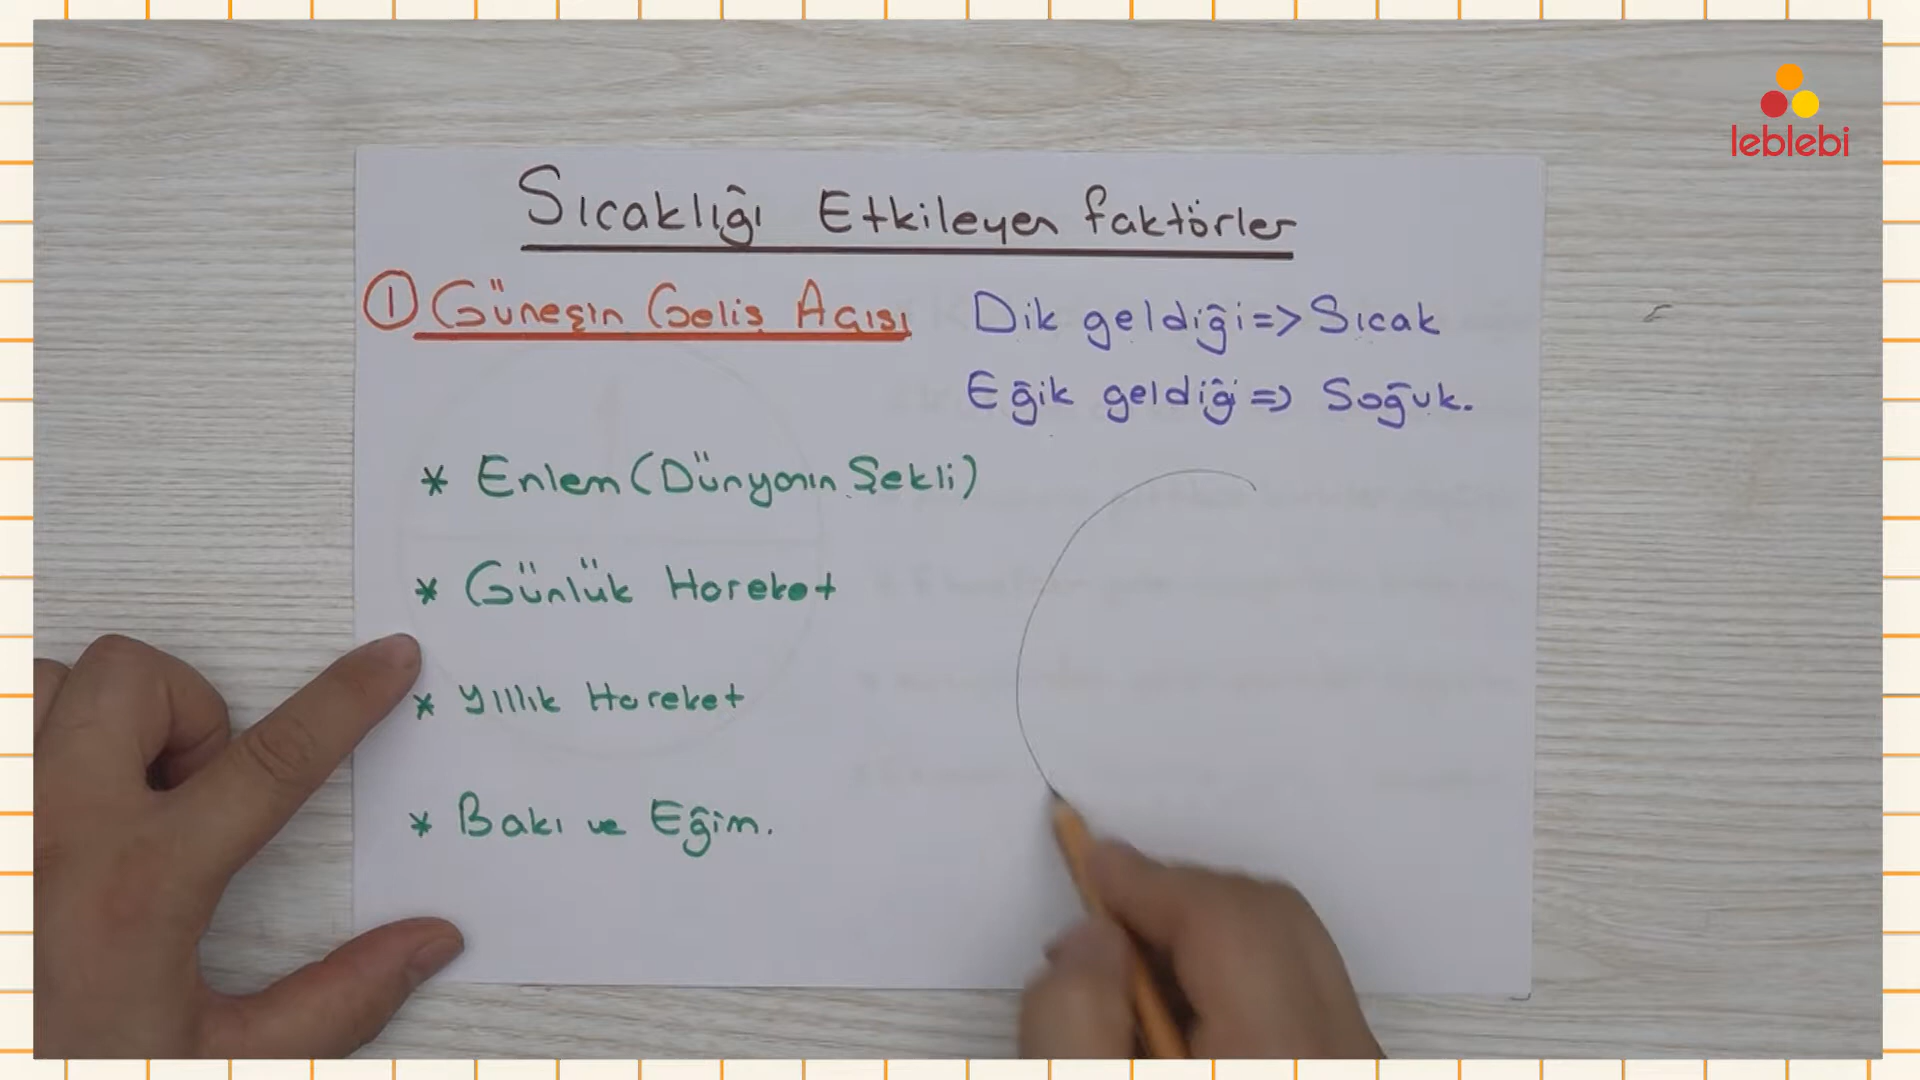 leblebi
Sıcaklığı Etkileyen faktörler
① Güneşin Geliş Açısı
Dik geldiği => Sıcak
Eğik geldiği => Soğuk.
* Enlem (Dünyanın Şekli)
* Günlük Hareket
* Yıllık Hareket
* Bakı ve Eğim.